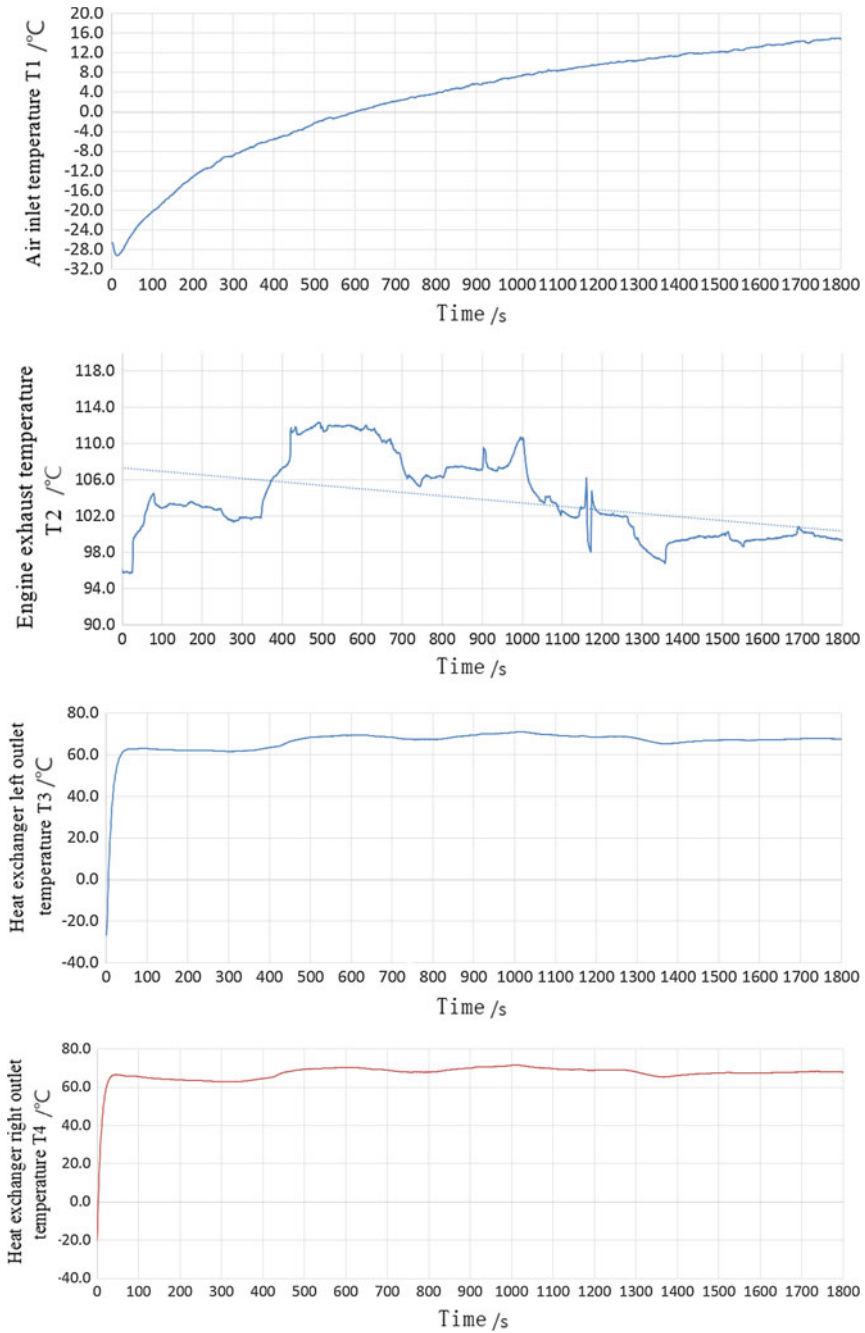 Air inlet temperature T1 /℃
20.0
16.0
12.0
8.0
4.0
0.0
-4.0
-8.0
-12.0
-16.0
-20.0
-24.0
-28.0
-32.0
0 100 200 300 400 500 600 700 800 900 1000 1100 1200 1300 1400 1500 1600 1700 1800
Time /s
Engine exhaust temperature
T2 /℃
118.0
114.0
110.0
106.0
102.0
98.0
94.0
90.0
0 100 200 300 400 500 600 700 800 900 1000 1100 1200 1300 1400 1500 1600 1700 1800
Time /s
Heat exchanger left outlet
temperature T3 /℃
80.0
60.0
40.0
20.0
0.0
-20.0
-40.0
0 100 200 300 400 500 600 700 800 900 1000 1100 1200 1300 1400 1500 1600 1700 1800
Time /s
Heat exchanger right outlet
temperature T4 /℃
80.0
60.0
40.0
20.0
0.0
-20.0
-40.0
0 100 200 300 400 500 600 700 800 900 1000 1100 1200 1300 1400 1500 1600 1700 1800
Time /s